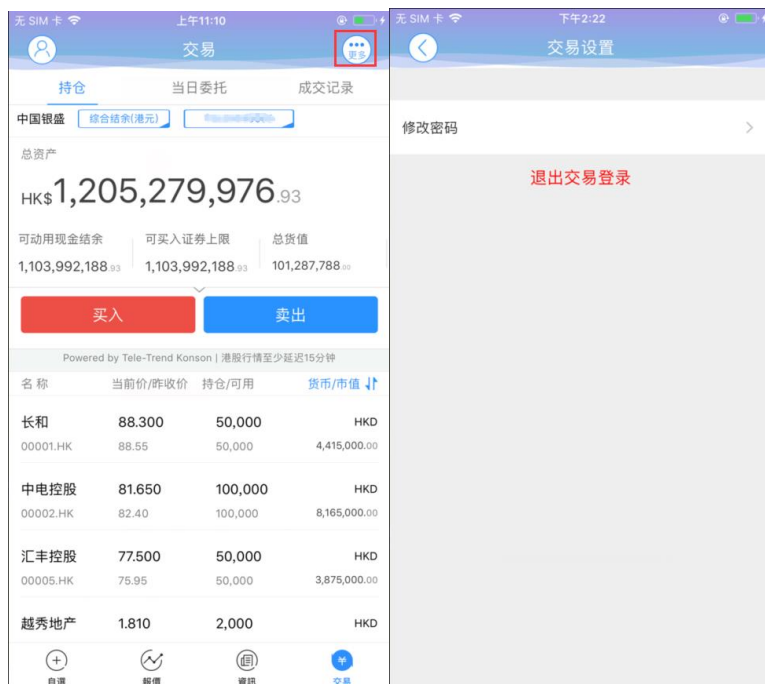 无 SIM 卡 上午11:10
交易
更多
持仓 当日委托 成交记录
中国银盛 综合结余(港元)
总资产
HK$1,205,279,976.93
可动用现金结余 可买入证券上限 总货值
1,103,992,188.93 1,103,992,188.93 101,287,788.00
买入 卖出
Powered by Tele-Trend Konson | 港股行情至少延迟15分钟
名称 当前价/昨收价 持仓/可用 货币/市值
长和 88.300 50,000 HKD
00001.HK 88.55 50,000 4,415,000.00
中电控股 81.650 100,000 HKD
00002.HK 82.40 100,000 8,165,000.00
汇丰控股 77.500 50,000 HKD
00005.HK 75.95 50,000 3,875,000.00
越秀地产 1.810 2,000 HKD
自選 報價 資訊 交易
无 SIM 卡 下午2:22
交易设置
修改密码
退出交易登录